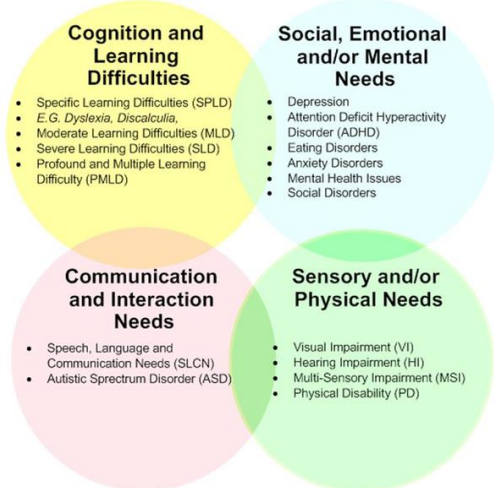 Cognition and
Learning
Difficulties
• Specific Learning Difficulties (SPLD)
• E.G. Dyslexia, Discalculia,
• Moderate Learning Difficulties (MLD)
• Severe Learning Difficulties (SLD)
• Profound and Multiple Learning
Difficulty (PMLD)
Social, Emotional
and/or Mental
Needs
• Depression
• Attention Deficit Hyperactivity
Disorder (ADHD)
• Eating Disorders
• Anxiety Disorders
• Mental Health Issues
• Social Disorders
Communication
and Interaction
Needs
• Speech, Language and
Communication Needs (SLCN)
• Autistic Sprectrum Disorder (ASD)
Sensory and/or
Physical Needs
• Visual Impairment (VI)
• Hearing Impairment (HI)
• Multi-Sensory Impairment (MSI)
• Physical Disability (PD)